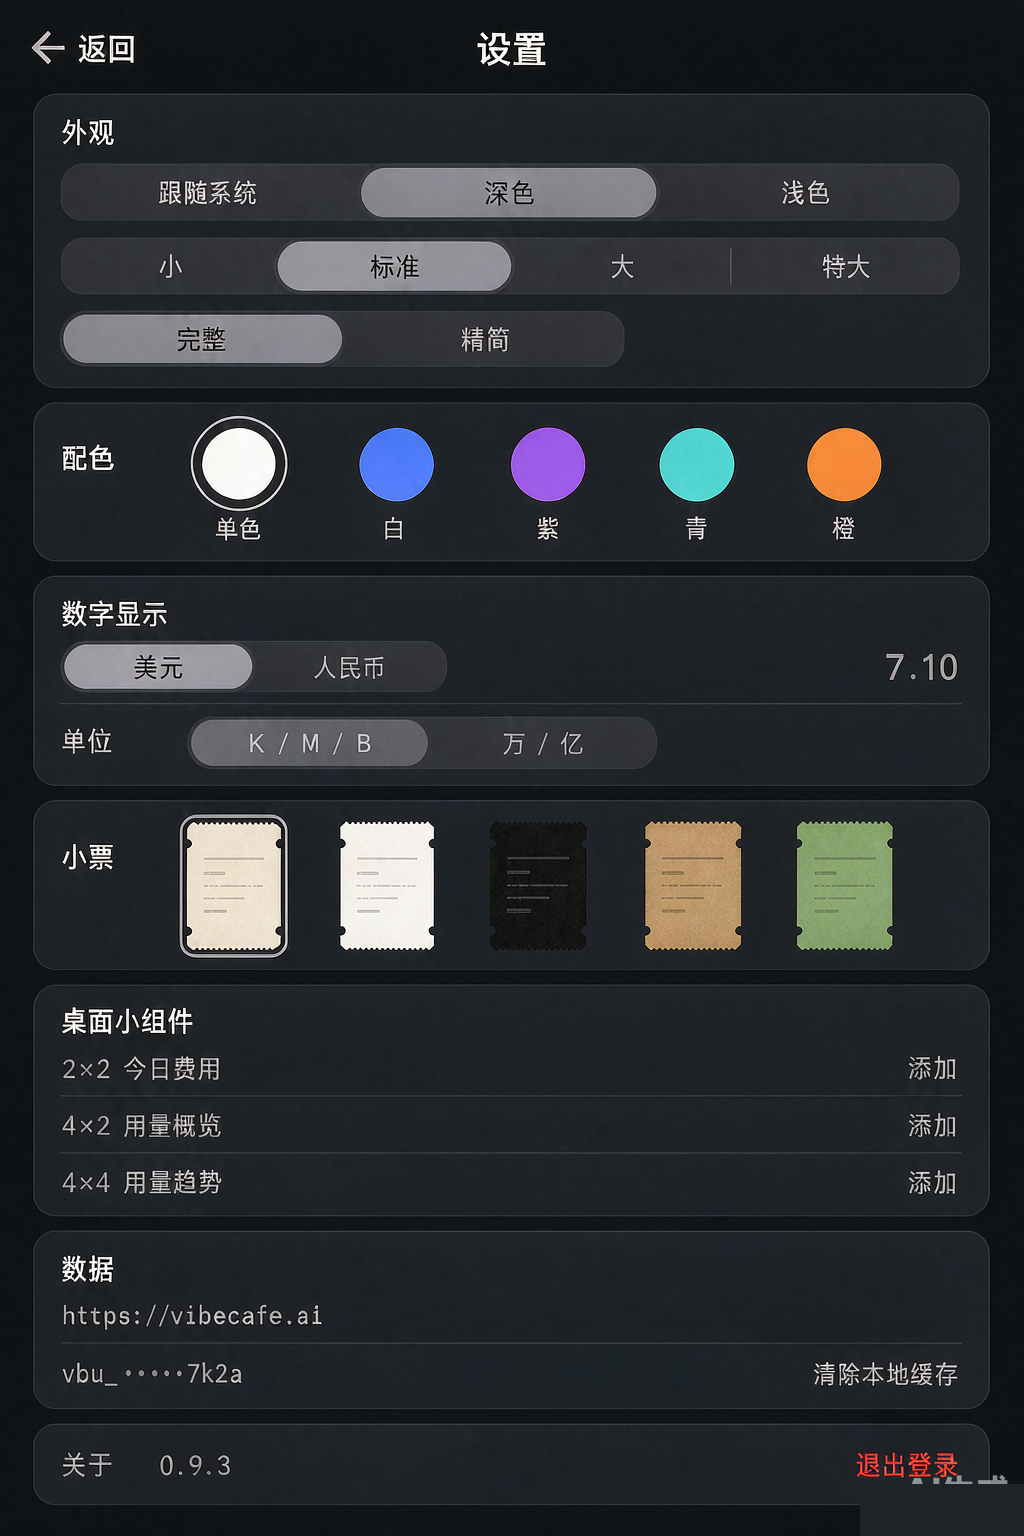 返回
设置
外观
跟随系统 深色 浅色
小 标准 大 特大
完整 精简
配色
单色 白 紫 青 橙
数字显示
美元 人民币 7.10
单位 K / M / B 万 / 亿
小票
桌面小组件
2×2 今日费用 添加
4×2 用量概览 添加
4×4 用量趋势 添加
数据
https://vibecafe.ai
vbu_•••••7k2a 清除本地缓存
关于 0.9.3 退出登录